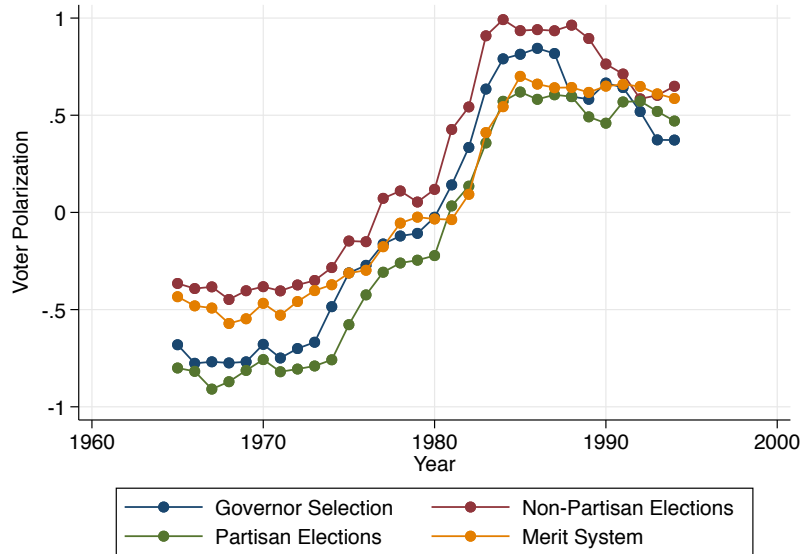 1
.5
0
-.5
-1
Voter Polarization
1960 1970 1980 1990 2000
Year
Governor Selection Non-Partisan Elections
Partisan Elections Merit System